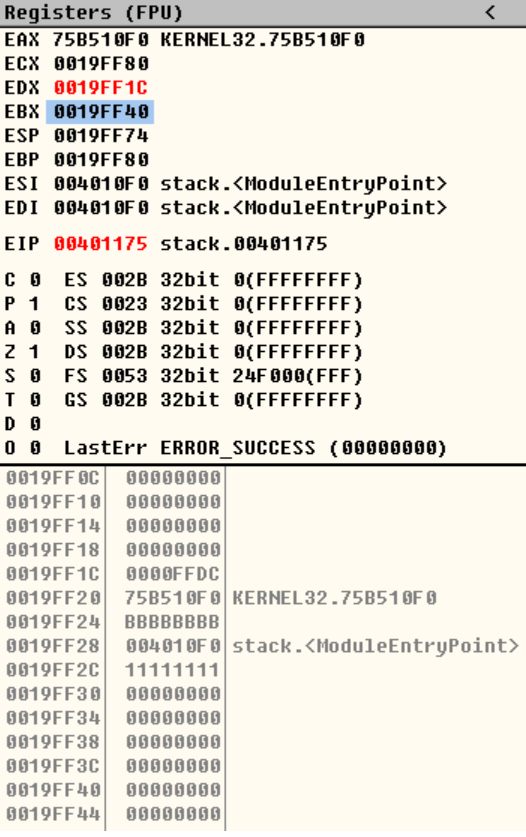 Registers (FPU) <
EAX 75B510F0 KERNEL32.75B510F0
ECX 0019FF80
EDX 0019FF1C
EBX 0019FF40
ESP 0019FF74
EBP 0019FF80
ESI 004010F0 stack.<ModuleEntryPoint>
EDI 004010F0 stack.<ModuleEntryPoint>
EIP 00401175 stack.00401175
C 0 ES 002B 32bit 0(FFFFFFFF)
P 1 CS 0023 32bit 0(FFFFFFFF)
A 0 SS 002B 32bit 0(FFFFFFFF)
Z 1 DS 002B 32bit 0(FFFFFFFF)
S 0 FS 0053 32bit 24F000(FFF)
T 0 GS 002B 32bit 0(FFFFFFFF)
D 0
O 0 LastErr ERROR_SUCCESS (00000000)
0019FF0C 00000000
0019FF10 00000000
0019FF14 00000000
0019FF18 00000000
0019FF1C 0000FFDC
0019FF20 75B510F0 KERNEL32.75B510F0
0019FF24 BBBBBBBB
0019FF28 004010F0 stack.<ModuleEntryPoint>
0019FF2C 11111111
0019FF30 00000000
0019FF34 00000000
0019FF38 00000000
0019FF3C 00000000
0019FF40 00000000
0019FF44 00000000